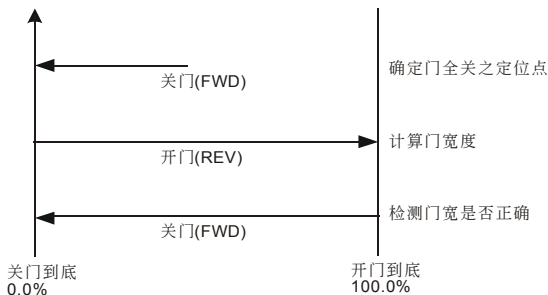 确定门全关之定位点
关门(FWD)
计算门宽度
开门(REV)
检测门宽是否正确
关门(FWD)
关门到底
0.0%
开门到底
100.0%